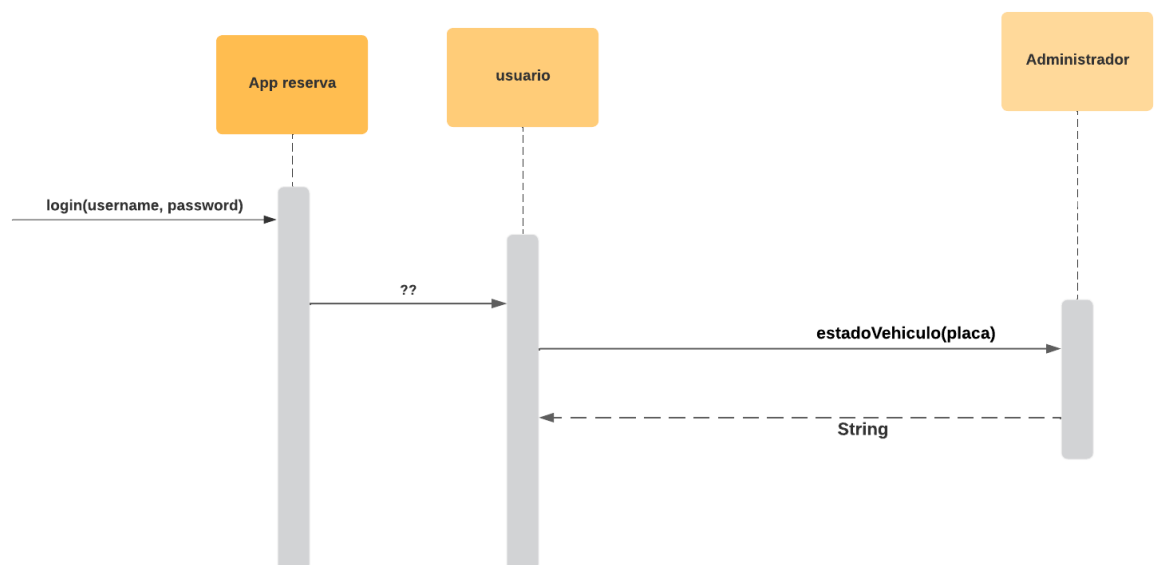 App reserva
usuario
Administrador
login(username, password)
??
estadoVehiculo(placa)
String